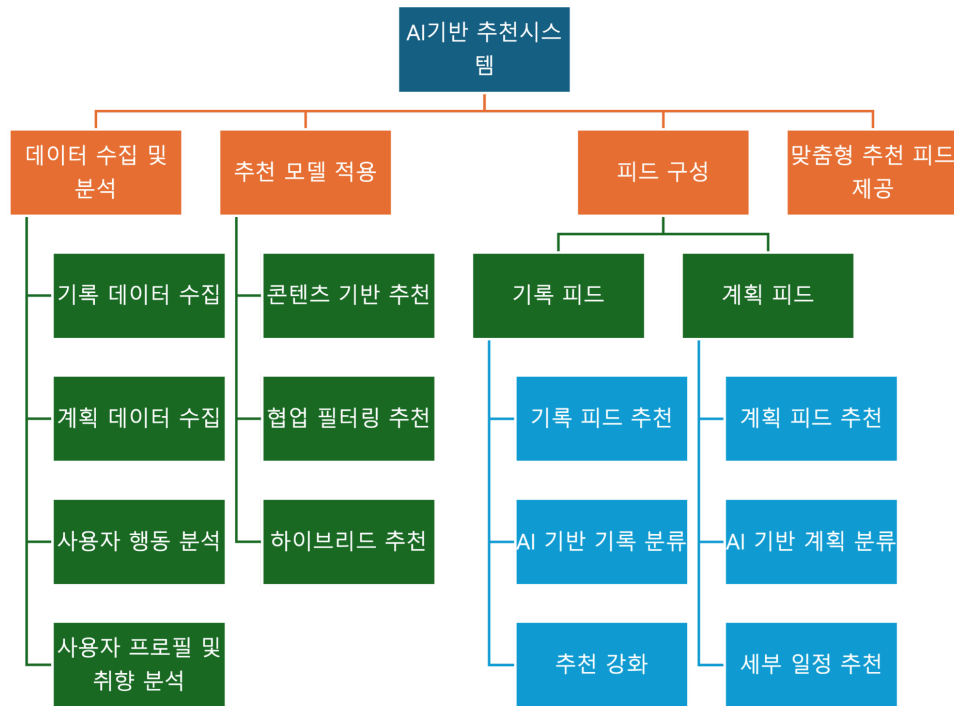 AI기반 추천시스
템
데이터 수집 및
분석
추천 모델 적용
피드 구성
맞춤형 추천 피드
제공
기록 데이터 수집
콘텐츠 기반 추천
기록 피드
계획 피드
계획 데이터 수집
협업 필터링 추천
기록 피드 추천
계획 피드 추천
사용자 행동 분석
하이브리드 추천
AI 기반 기록 분류
AI 기반 계획 분류
사용자 프로필 및
취향 분석
추천 강화
세부 일정 추천